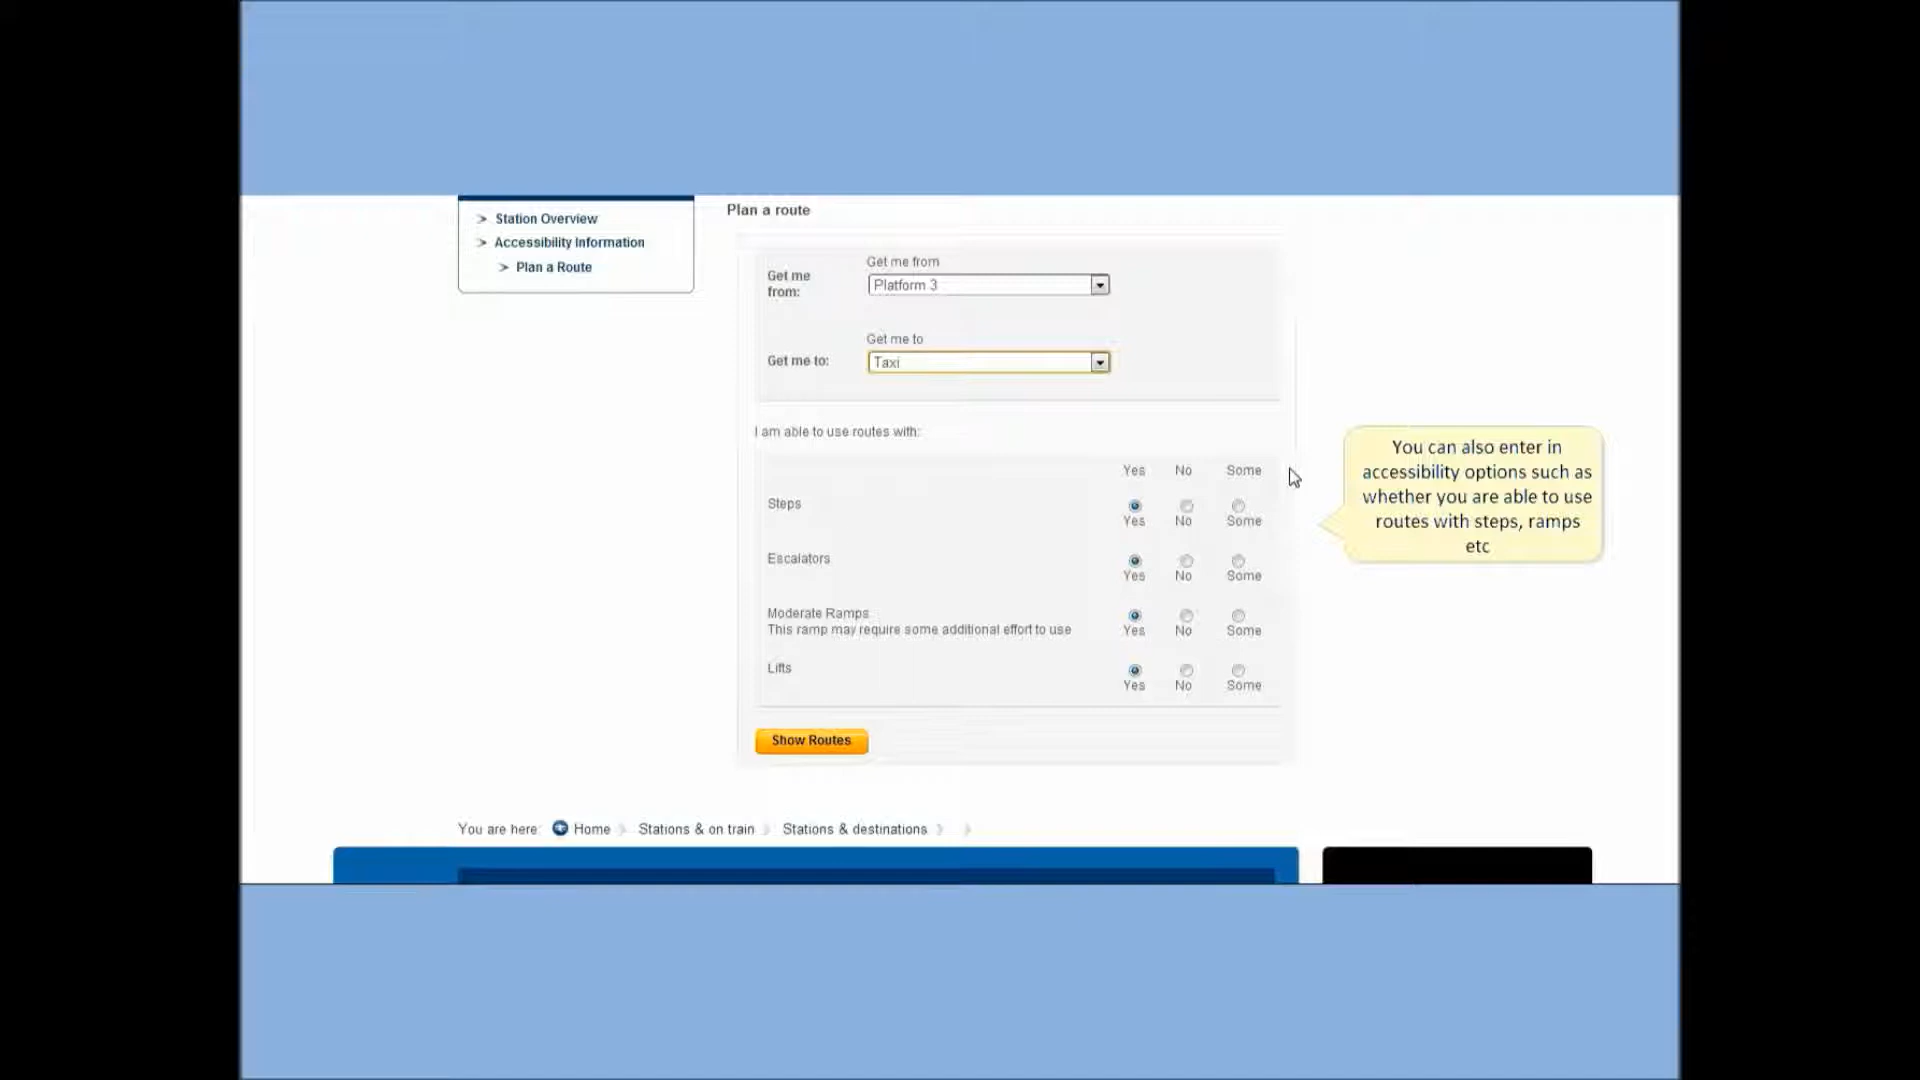 > Station Overview
> Accessibility Information
> Plan a Route
Plan a route
Get me from:
Get me from
Platform 3
Get me to:
Get me to
Taxi
I am able to use routes with:
Yes No Some
Steps
Yes No Some
Escalators
Yes No Some
Moderate Ramps
This ramp may require some additional effort to use
Yes No Some
Lifts
Yes No Some
Show Routes
You can also enter in
accessibility options such as
whether you are able to use
routes with steps, ramps
etc
You are here: Home Stations & on train Stations & destinations